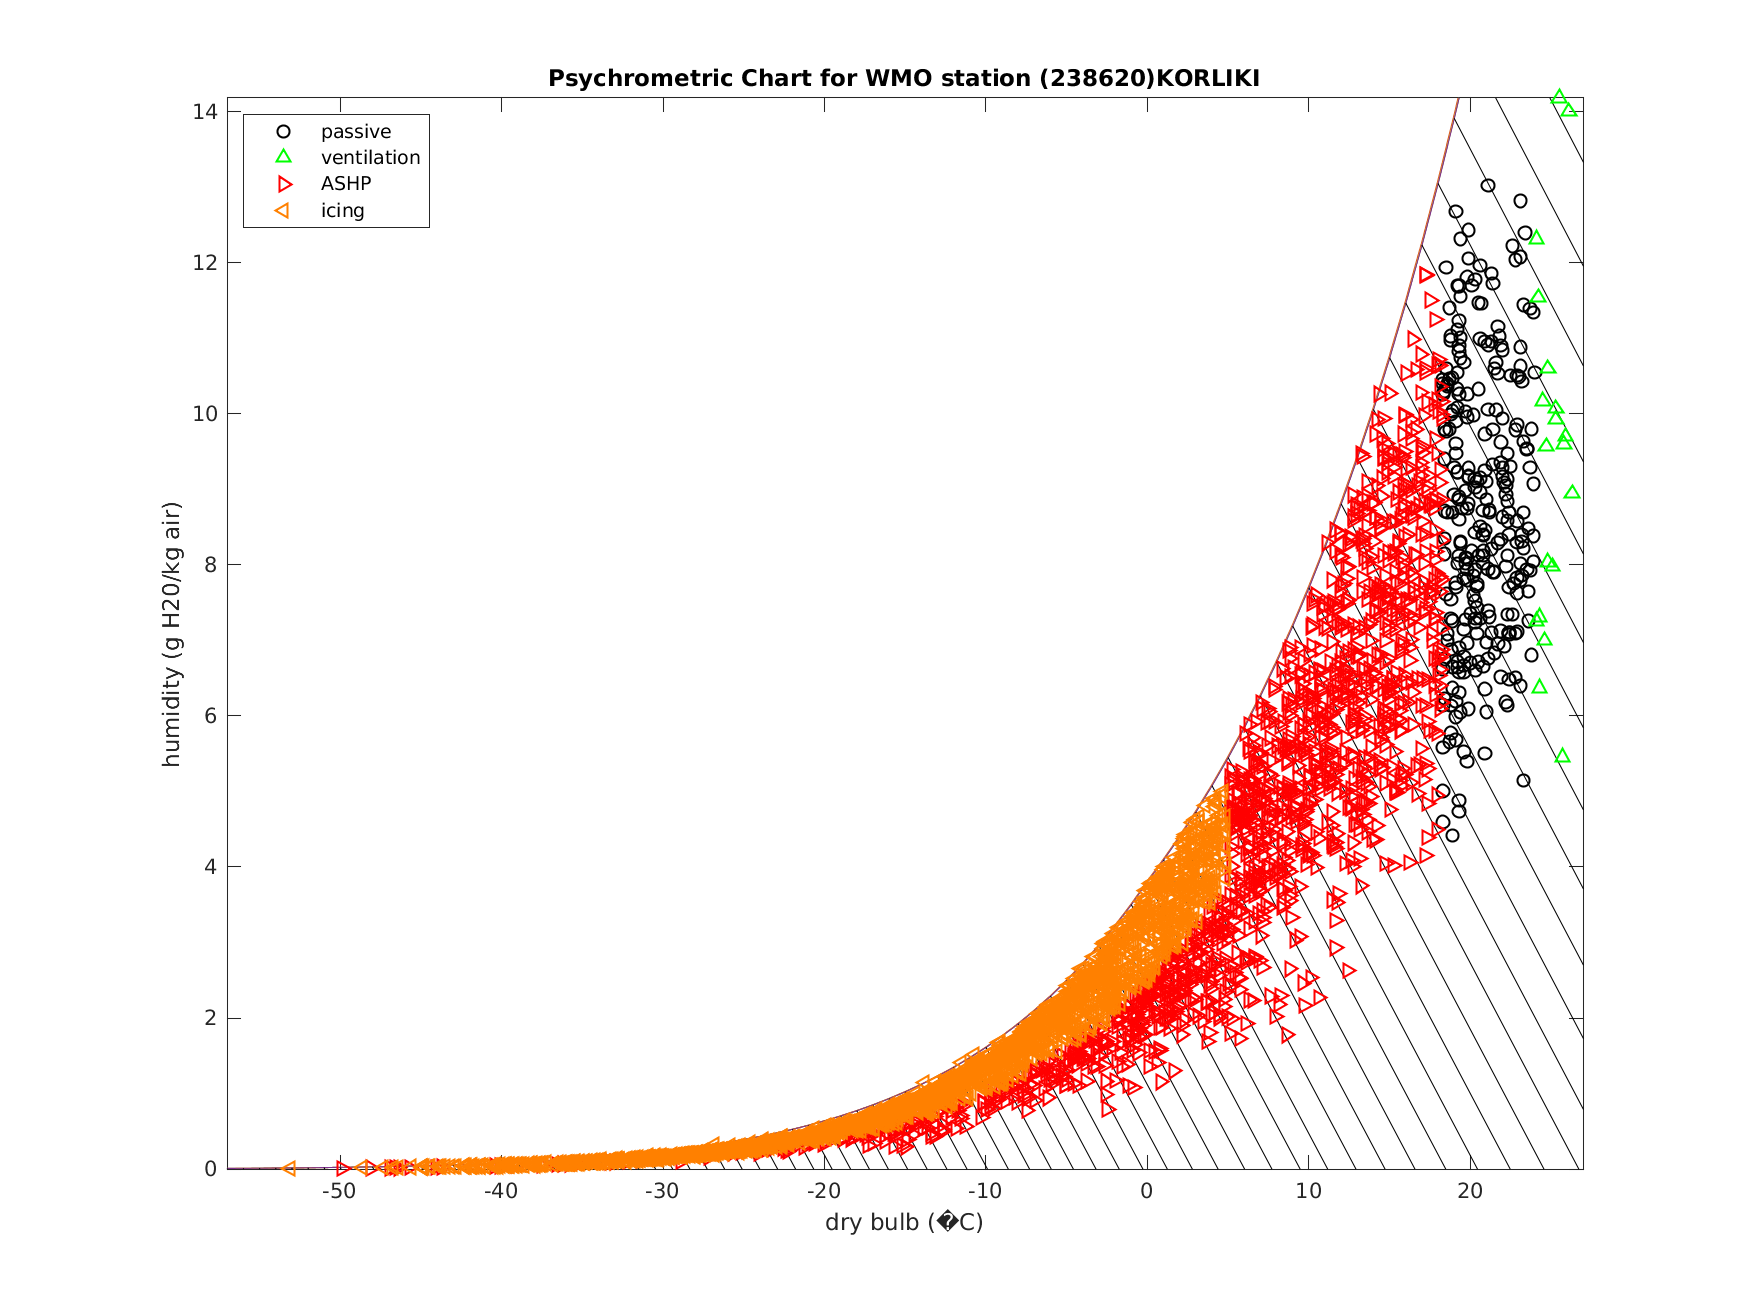 Psychrometric Chart for WMO station (238620)KORLIKI
passive
ventilation
ASHP
icing
humidity (g H20/kg air)
14
12
10
8
6
4
2
0
-50 -40 -30 -20 -10 0 10 20
dry bulb (�C)